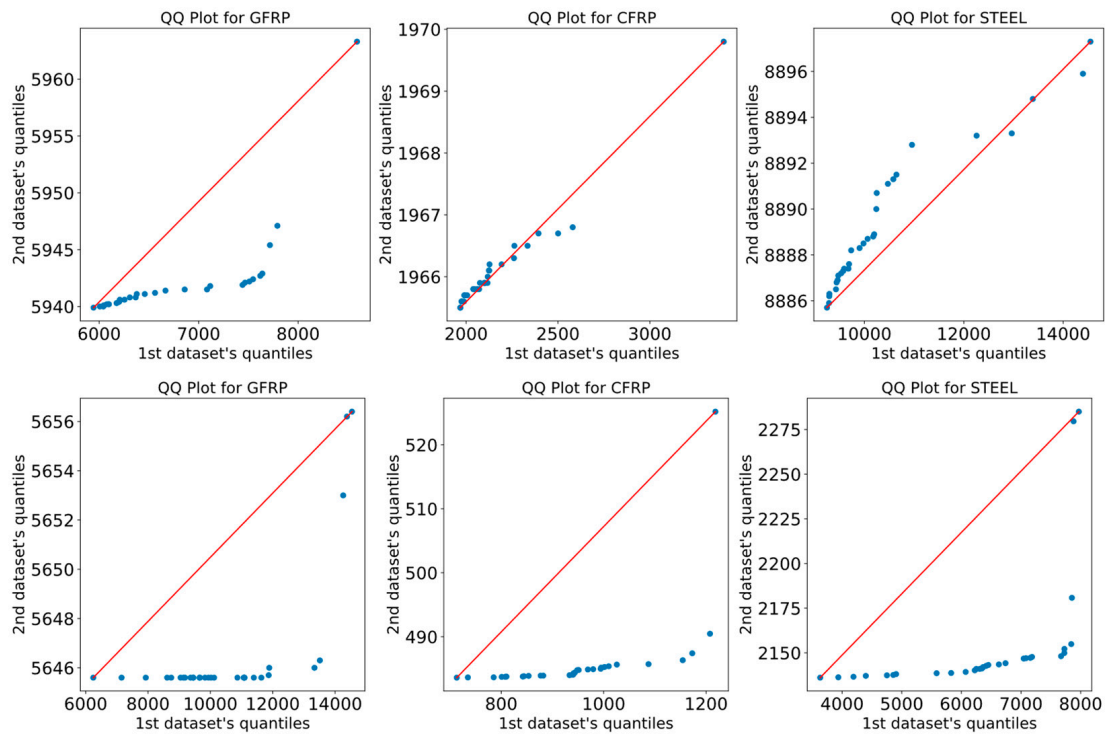 QQ Plot for GFRP
2nd dataset's quantiles
5960
5955
5950
5945
5940
6000 7000 8000
1st dataset's quantiles
QQ Plot for CFRP
2nd dataset's quantiles
1970
1969
1968
1967
1966
2000 2500 3000
1st dataset's quantiles
QQ Plot for STEEL
2nd dataset's quantiles
8896
8894
8892
8890
8888
8886
10000 12000 14000
1st dataset's quantiles
QQ Plot for GFRP
2nd dataset's quantiles
5656
5654
5652
5650
5648
5646
6000 8000 10000 12000 14000
1st dataset's quantiles
QQ Plot for CFRP
2nd dataset's quantiles
520
510
500
490
800 1000 1200
1st dataset's quantiles
QQ Plot for STEEL
2nd dataset's quantiles
2275
2250
2225
2200
2175
2150
4000 5000 6000 7000 8000
1st dataset's quantiles